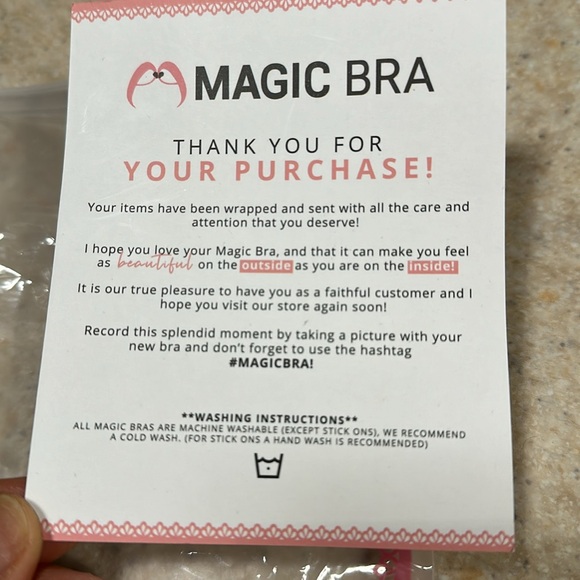 MAGIC BRA
THANK YOU FOR
YOUR PURCHASE!
Your items have been wrapped and sent with all the care and
attention that you deserve!
I hope you love your Magic Bra, and that it can make you feel
as beautiful on the outside as you are on the inside!
It is our true pleasure to have you as a faithful customer and I
hope you visit our store again soon!
Record this splendid moment by taking a picture with your
new bra and don't forget to use the hashtag
#MAGICBRA!
**WASHING INSTRUCTIONS**
ALL MAGIC BRAS ARE MACHINE WASHABLE (EXCEPT STICK ONS), WE RECOMMEND
A COLD WASH. (FOR STICK ONS A HAND WASH IS RECOMMENDED)